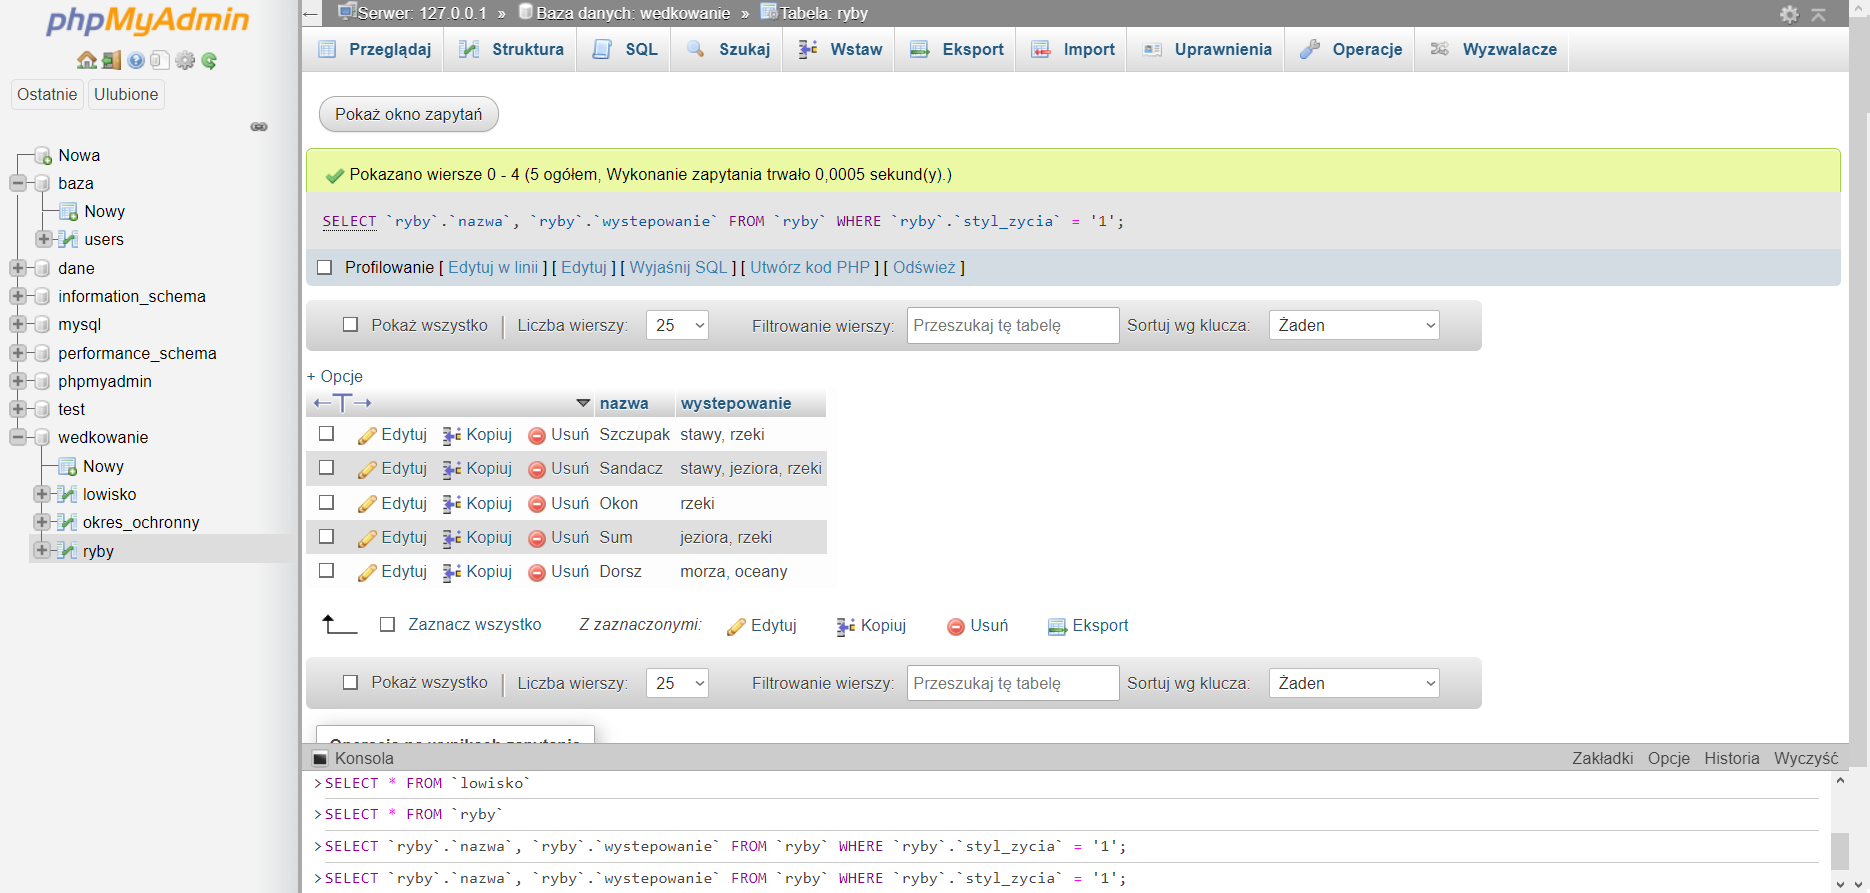 phpMyAdmin
Ostatnie
Ulubione
Nowa
baza
Nowy
users
dane
information_schema
mysql
performance_schema
phpmyadmin
test
wedkowanie
Nowy
lowisko
okres_ochronny
ryby
Serwer: 127.0.0.1 » Baza danych: wedkowanie » Tabela: ryby
Przeglądaj Struktura SQL Szukaj Wstaw Eksport Import Uprawnienia Operacje Wyzwalacze
Pokaż okno zapytań
Pokazano wiersze 0 - 4 (5 ogółem, Wykonanie zapytania trwało 0,0005 sekund(y).)
SELECT `ryby`.`nazwa`, `ryby`.`wystepowanie` FROM `ryby` WHERE `ryby`.`styl_zycia` = '1';
Profilowanie [ Edytuj w linii ] [ Edytuj ] [ Wyjaśnij SQL ] [ Utwórz kod PHP ] [ Odśwież ]
Pokaż wszystko | Liczba wierszy: 25 Filtrowanie wierszy: Przeszukaj tę tabelę Sortuj wg klucza: Żaden
+ Opcje
←T→ nazwa wystepowanie
Edytuj Kopiuj Usuń Szczupak stawy, rzeki
Edytuj Kopiuj Usuń Sandacz stawy, jeziora, rzeki
Edytuj Kopiuj Usuń Okon rzeki
Edytuj Kopiuj Usuń Sum jeziora, rzeki
Edytuj Kopiuj Usuń Dorsz morza, oceany
Zaznacz wszystko Z zaznaczonymi: Edytuj Kopiuj Usuń Eksport
Pokaż wszystko | Liczba wierszy: 25 Filtrowanie wierszy: Przeszukaj tę tabelę Sortuj wg klucza: Żaden
Operacje na wynikach zapytania
Konsola Zakładki Opcje Historia Wyczyść
>SELECT * FROM `lowisko`
>SELECT * FROM `ryby`
>SELECT `ryby`.`nazwa`, `ryby`.`wystepowanie` FROM `ryby` WHERE `ryby`.`styl_zycia` = '1';
>SELECT `ryby`.`nazwa`, `ryby`.`wystepowanie` FROM `ryby` WHERE `ryby`.`styl_zycia` = '1';